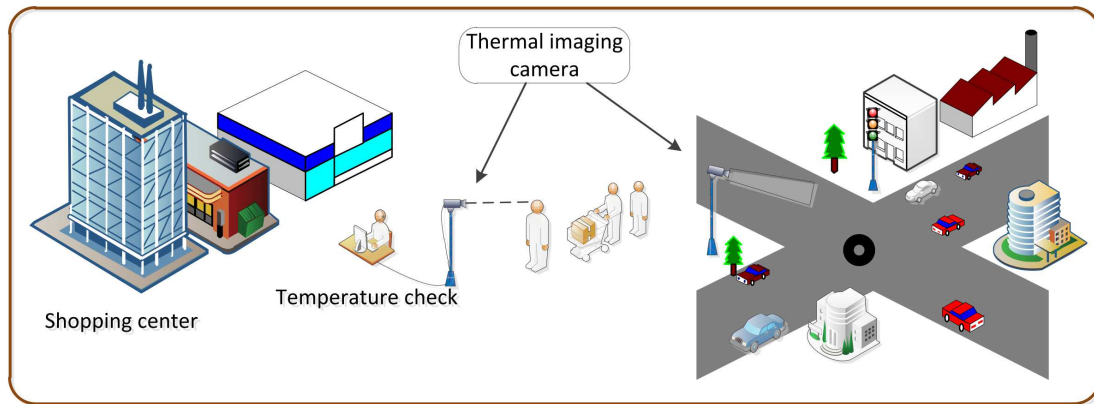 Thermal imaging
camera
Temperature check
Shopping center